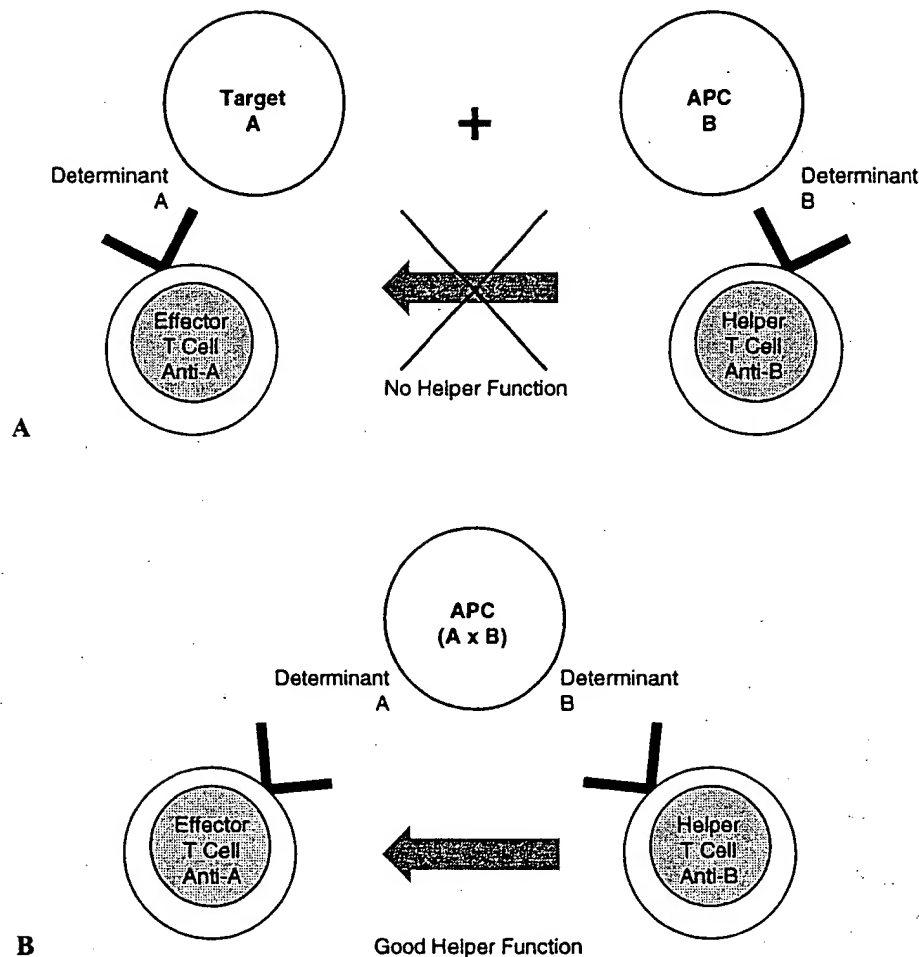 Target
A
+
APC
B
Determinant
A
Determinant
B
Effector
T Cell
Anti-A
Helper
T Cell
Anti-B
No Helper Function
A
APC
(A x B)
Determinant
A
Determinant
B
Effector
T Cell
Anti-A
Helper
T Cell
Anti-B
B
Good Helper Function